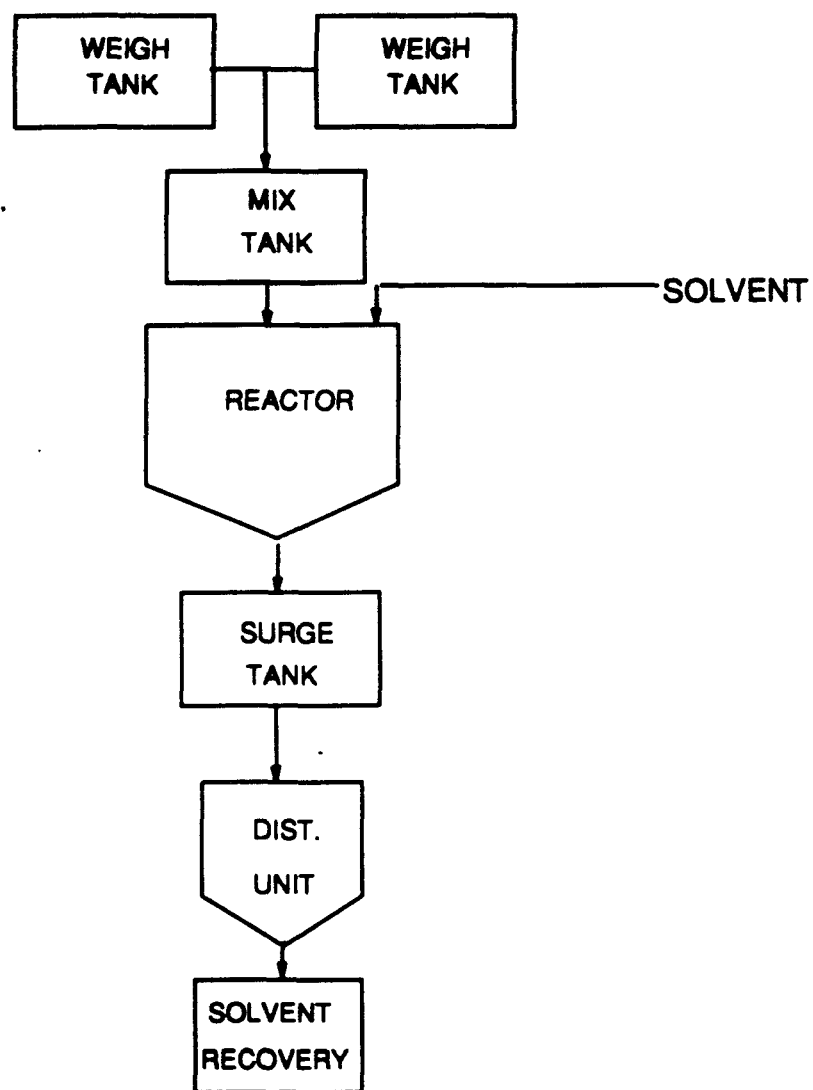 WEIGH
TANK
WEIGH
TANK
MIX
TANK
SOLVENT
REACTOR
SURGE
TANK
DIST.
UNIT
SOLVENT
RECOVERY